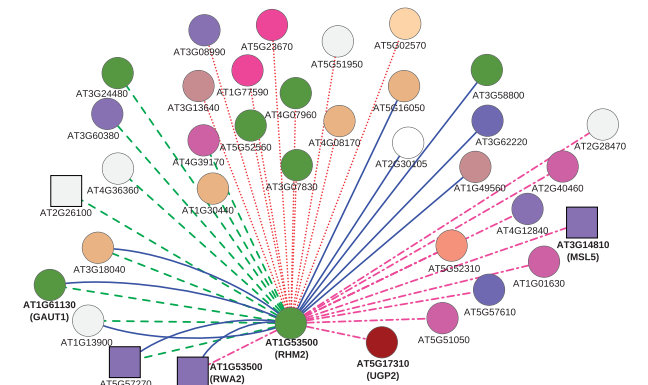 AT3G08990
AT5G23670
AT5G51950
AT5G02570
AT3G24480
AT3G13640
AT1G77590
AT4G07960
AT5G16050
AT3G58800
AT3G60380
AT4G39170
AT5G52560
AT4G08170
AT2G30105
AT3G62220
AT2G28470
AT4G36360
AT1G30440
AT3G07830
AT1G49560
AT2G40460
AT2G26100
AT4G12840
AT3G14810
(MSL5)
AT3G18040
AT5G52310
AT1G01630
AT1G61130
(GAUT1)
AT5G57610
AT1G13900
AT1G53500
(RHM2)
AT5G51050
AT5G57270
AT1G53500
(RWA2)
AT5G17310
(UGP2)